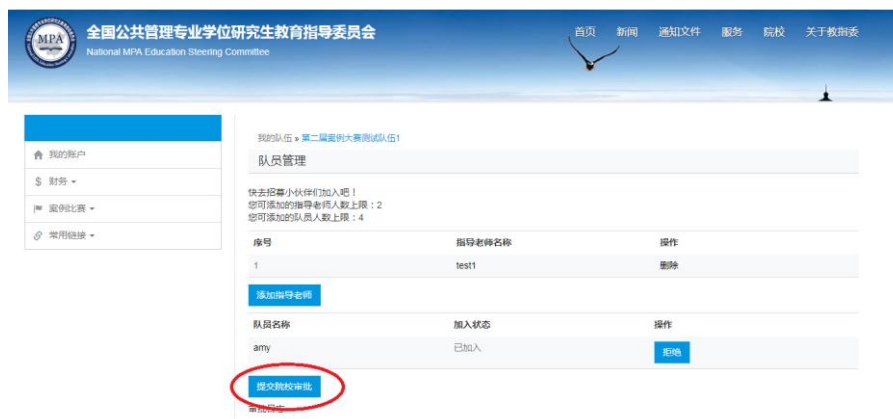 MPA
全国公共管理专业学位研究生教育指导委员会
National MPA Education Steering Committee
首页 新闻 通知文件 服务 院校 关于教指委
我的队伍 » 第二届案例大赛测试队伍1
我的账户
财务
案例比赛
常用链接
队员管理
快去招募小伙伴们加入吧！
您可添加的指导老师人数上限：2
您可添加的队员人数上限：4
序号 指导老师名称 操作
1 test1 删除
添加指导老师
队员名称 加入状态 操作
amy 已加入 拒绝
提交院校审批